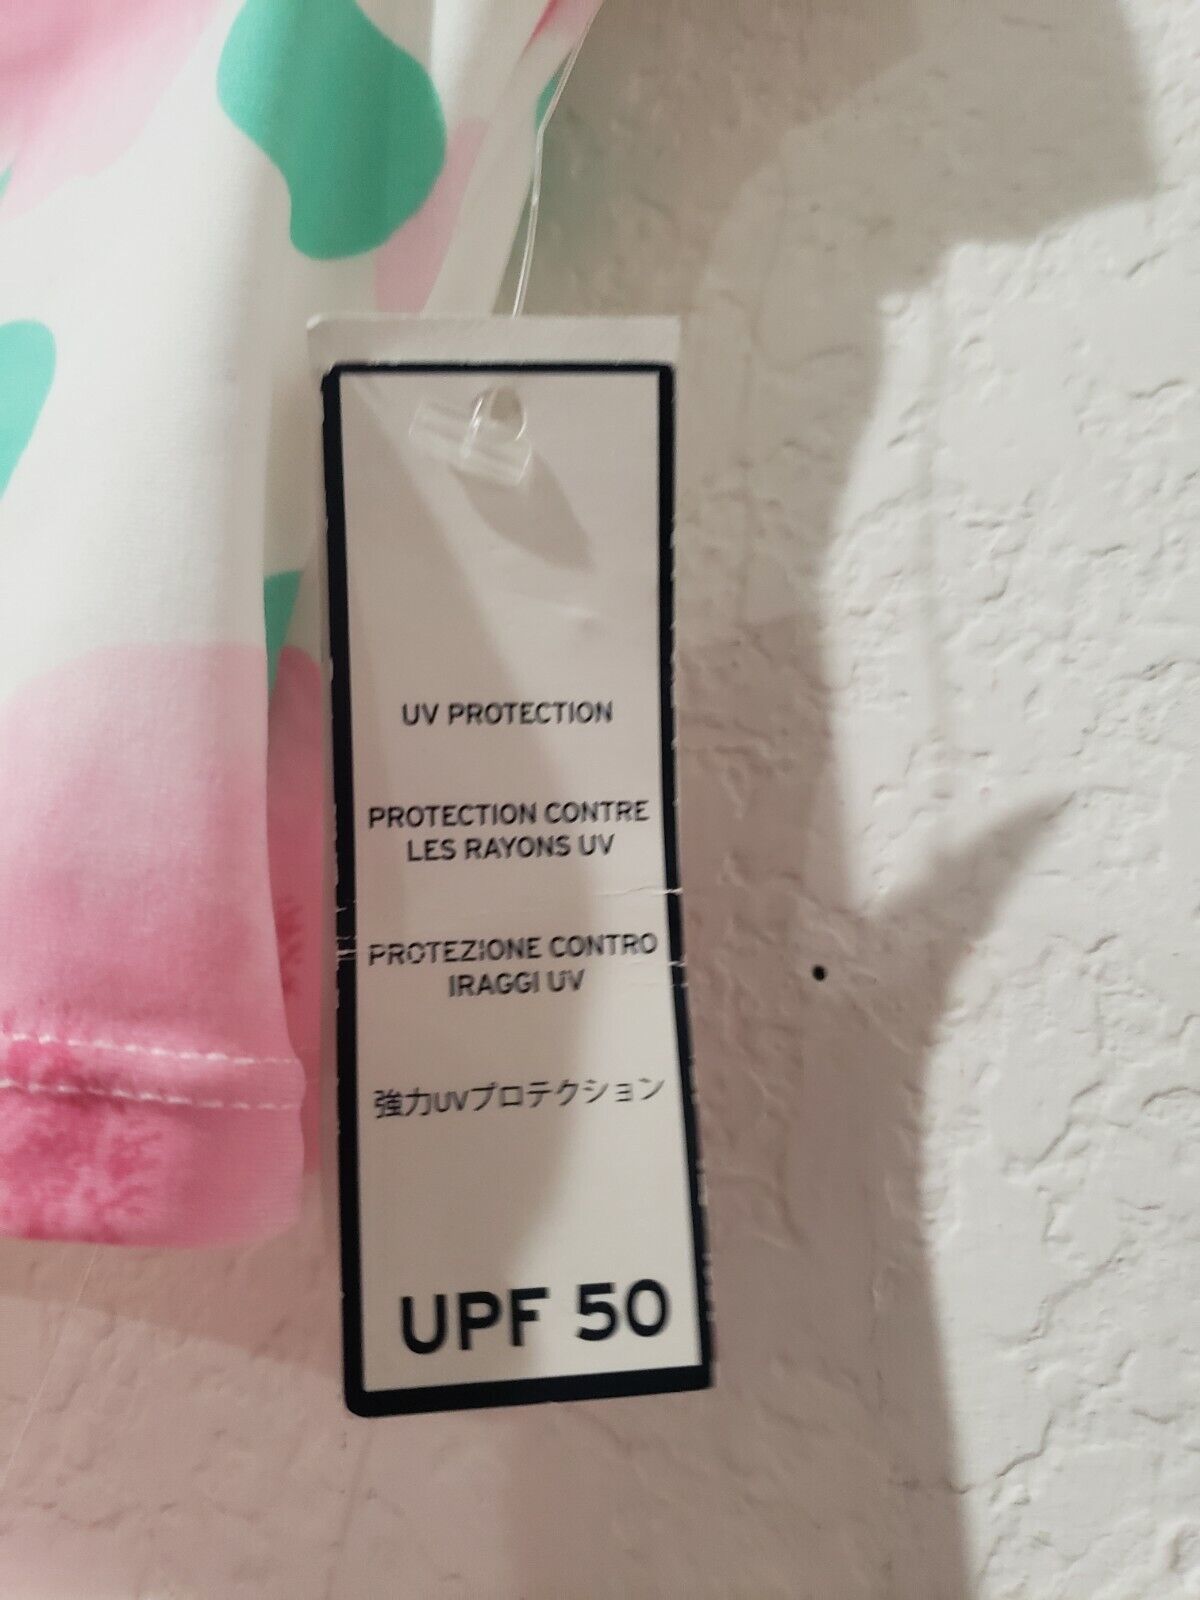 UV PROTECTION
PROTECTION CONTRE
LES RAYONS UV
PROTEZIONE CONTRO
IRAGGI UV
強力UVプロテクション
UPF 50